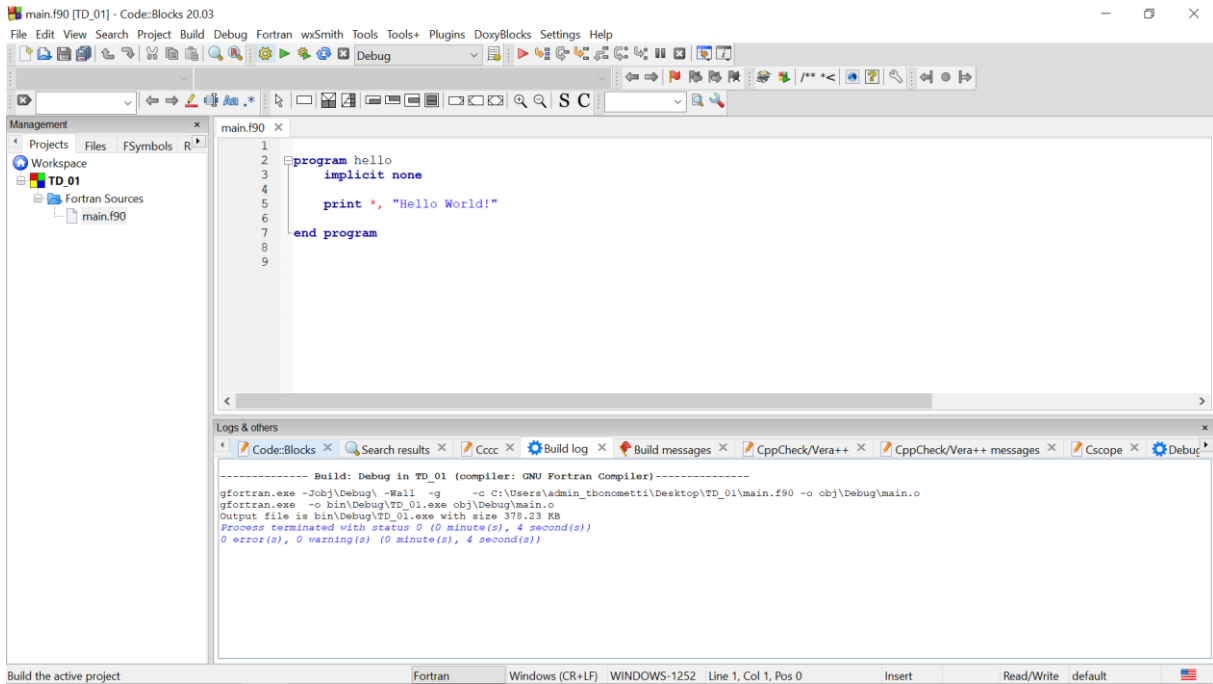 main.f90 [TD_01] - Code::Blocks 20.03
File Edit View Search Project Build Debug Fortran wxSmith Tools Tools+ Plugins DoxyBlocks Settings Help
Debug
/** *<
Aa .* S C
Management
Projects Files FSymbols R
Workspace
TD_01
Fortran Sources
main.f90
main.f90
1
2 program hello
3 implicit none
4
5 print *, "Hello World!"
6
7 end program
8
9
Logs & others
Code::Blocks Search results Cccc Build log Build messages CppCheck/Vera++ CppCheck/Vera++ messages Cscope Debug
-------------- Build: Debug in TD_01 (compiler: GNU Fortran Compiler)---------------
gfortran.exe -Jobj\Debug\ -Wall -g -c C:\Users\admin_tbonometti\Desktop\TD_01\main.f90 -o obj\Debug\main.o
gfortran.exe -o bin\Debug\TD_01.exe obj\Debug\main.o
Output file is bin\Debug\TD_01.exe with size 378.23 KB
Process terminated with status 0 (0 minute(s), 4 second(s))
0 error(s), 0 warning(s) (0 minute(s), 4 second(s))
Build the active project Fortran Windows (CR+LF) WINDOWS-1252 Line 1, Col 1, Pos 0 Insert Read/Write default